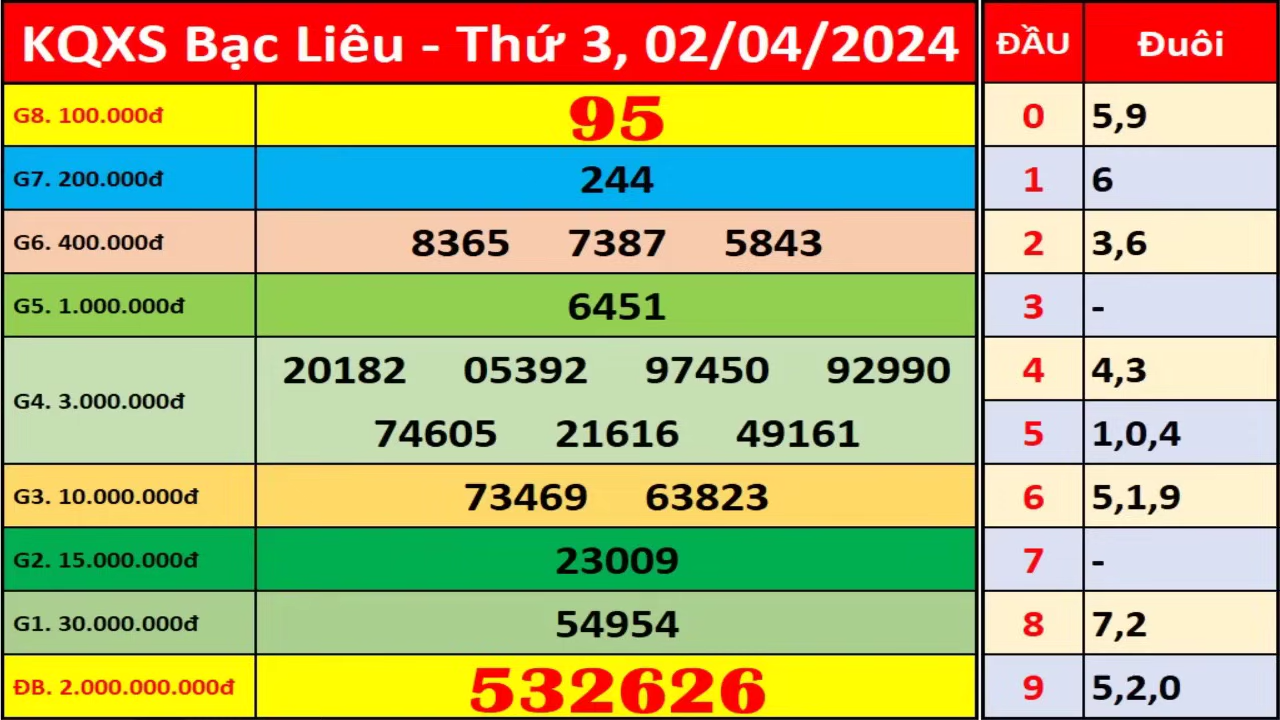 KQXS Bạc Liêu - Thứ 3, 02/04/2024
G8. 100.000đ 95
G7. 200.000đ 244
G6. 400.000đ 8365 7387 5843
G5. 1.000.000đ 6451
G4. 3.000.000đ 20182 05392 97450 92990
74605 21616 49161
G3. 10.000.000đ 73469 63823
G2. 15.000.000đ 23009
G1. 30.000.000đ 54954
ĐB. 2.000.000.000đ 532626
ĐẦU Đuôi
0 5,9
1 6
2 3,6
3 -
4 4,3
5 1,0,4
6 5,1,9
7 -
8 7,2
9 5,2,0